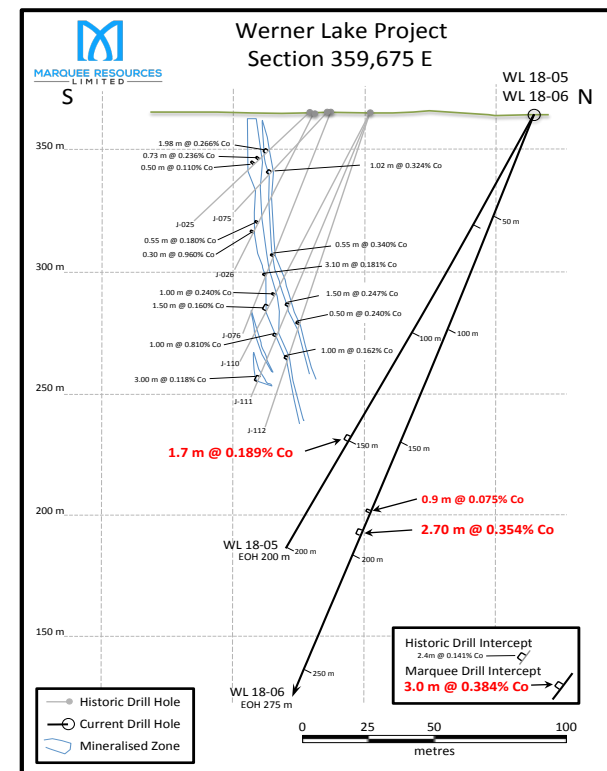 MARQUEE RESOURCES
LIMITED
Werner Lake Project
Section 359,675 E
S
WL 18-05
WL 18-06
N
350 m
300 m
250 m
200 m
150 m
1.98 m @ 0.266% Co
0.73 m @ 0.236% Co
0.50 m @ 0.110% Co
1.02 m @ 0.324% Co
J-025
J-075
0.55 m @ 0.180% Co
0.30 m @ 0.960% Co
0.55 m @ 0.340% Co
3.10 m @ 0.181% Co
J-026
1.00 m @ 0.240% Co
1.50 m @ 0.160% Co
1.50 m @ 0.247% Co
0.50 m @ 0.240% Co
J-076
1.00 m @ 0.810% Co
1.00 m @ 0.162% Co
J-110
3.00 m @ 0.118% Co
J-111
J-112
50 m
100 m
100 m
150 m
150 m
1.7 m @ 0.189% Co
0.9 m @ 0.075% Co
2.70 m @ 0.354% Co
WL 18-05
EOH 200 m
200 m
200 m
250 m
WL 18-06
EOH 275 m
Historic Drill Intercept
2.4m @ 0.141% Co
Marquee Drill Intercept
3.0 m @ 0.384% Co
Historic Drill Hole
Current Drill Hole
Mineralised Zone
0 25 50 100
metres